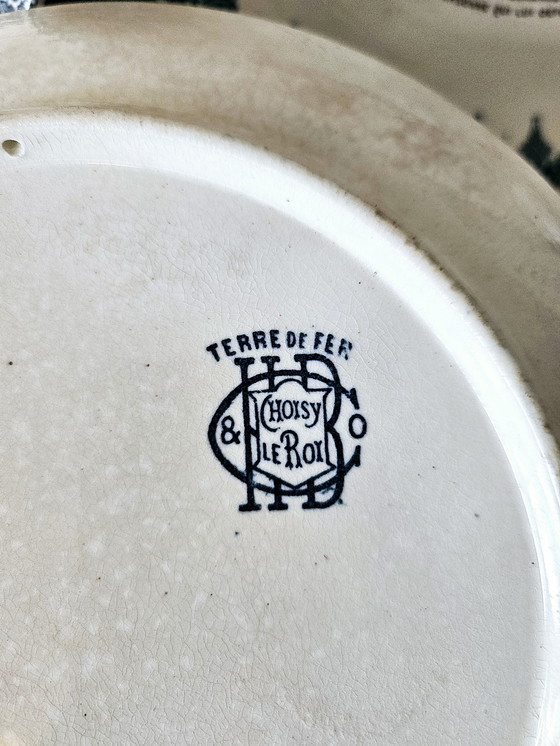 TERRE DE FER
HB
& Co
CHOISY
LE ROI